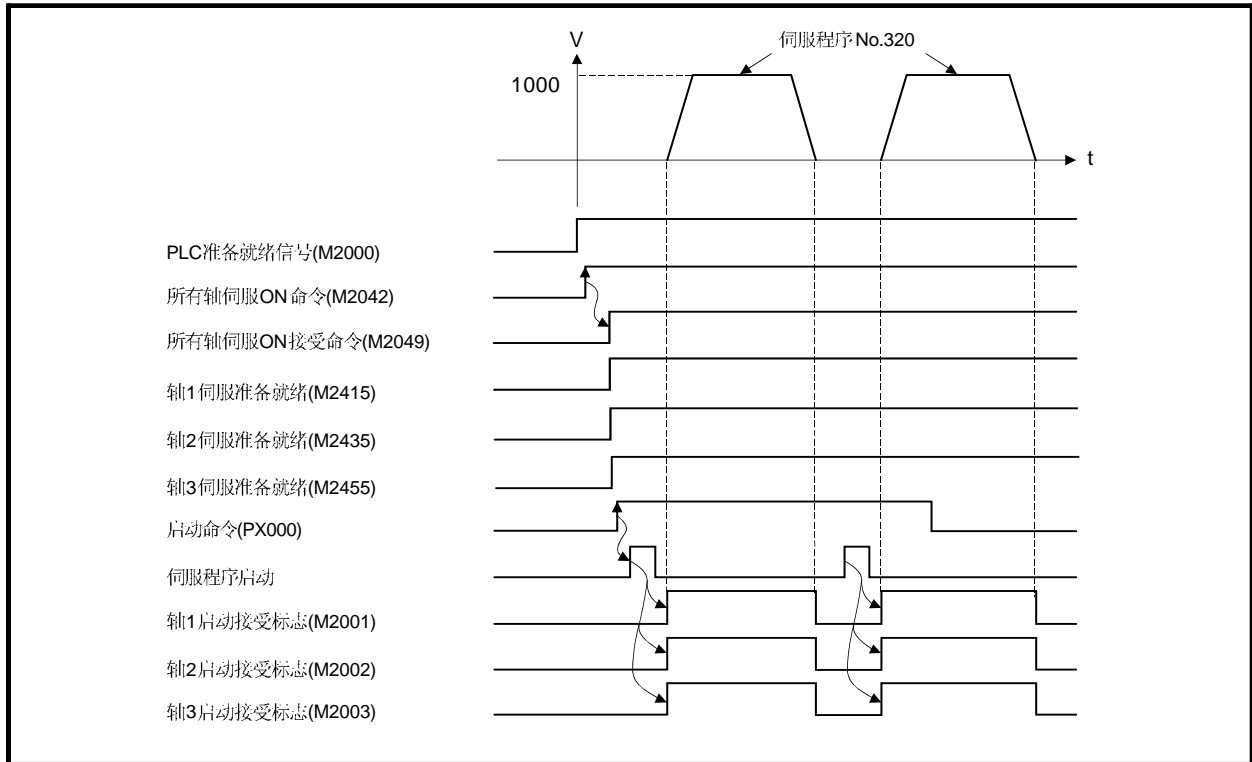 V
伺服程序No.320
1000
t
PLC准备就绪信号(M2000)
所有轴伺服ON命令(M2042)
所有轴伺服ON接受命令(M2049)
轴1伺服准备就绪(M2415)
轴2伺服准备就绪(M2435)
轴3伺服准备就绪(M2455)
启动命令(PX000)
伺服程序启动
轴1启动接受标志(M2001)
轴2启动接受标志(M2002)
轴3启动接受标志(M2003)